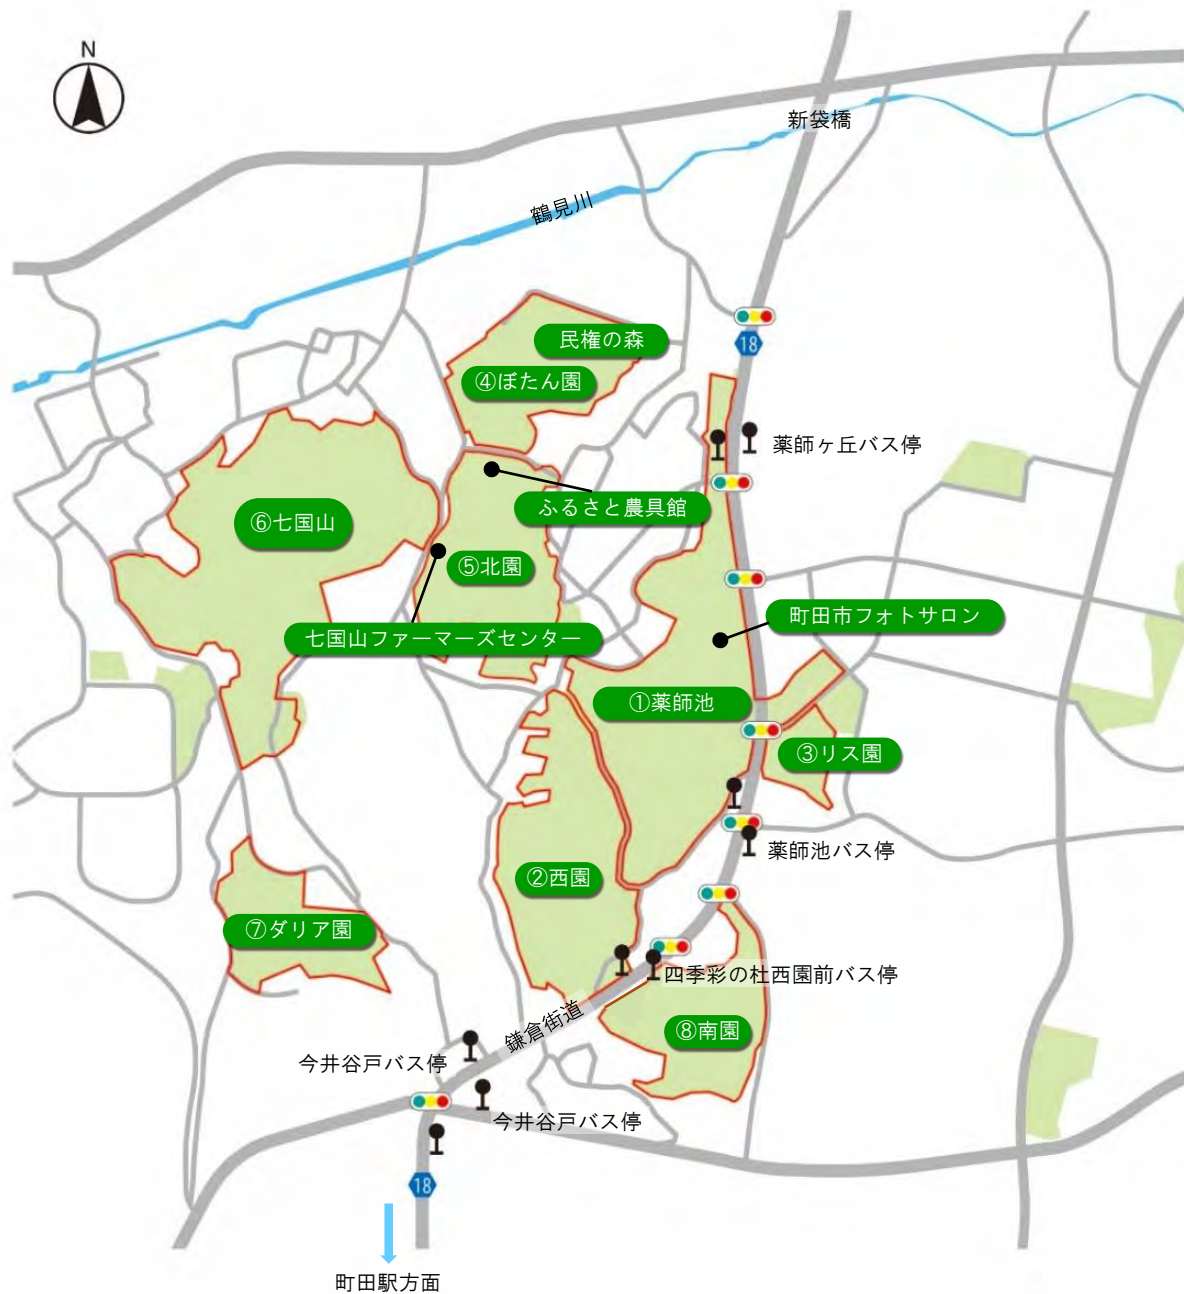 N
新袋橋
鶴見川
民権の森
18
④ぼたん園
薬師ヶ丘バス停
ふるさと農具館
⑥七国山
⑤北園
町田市フォトサロン
七国山ファーマーズセンター
①薬師池
③リス園
薬師池バス停
②西園
⑦ダリア園
四季彩の杜西園前バス停
鎌倉街道
⑧南園
今井谷戸バス停
今井谷戸バス停
18
町田駅方面